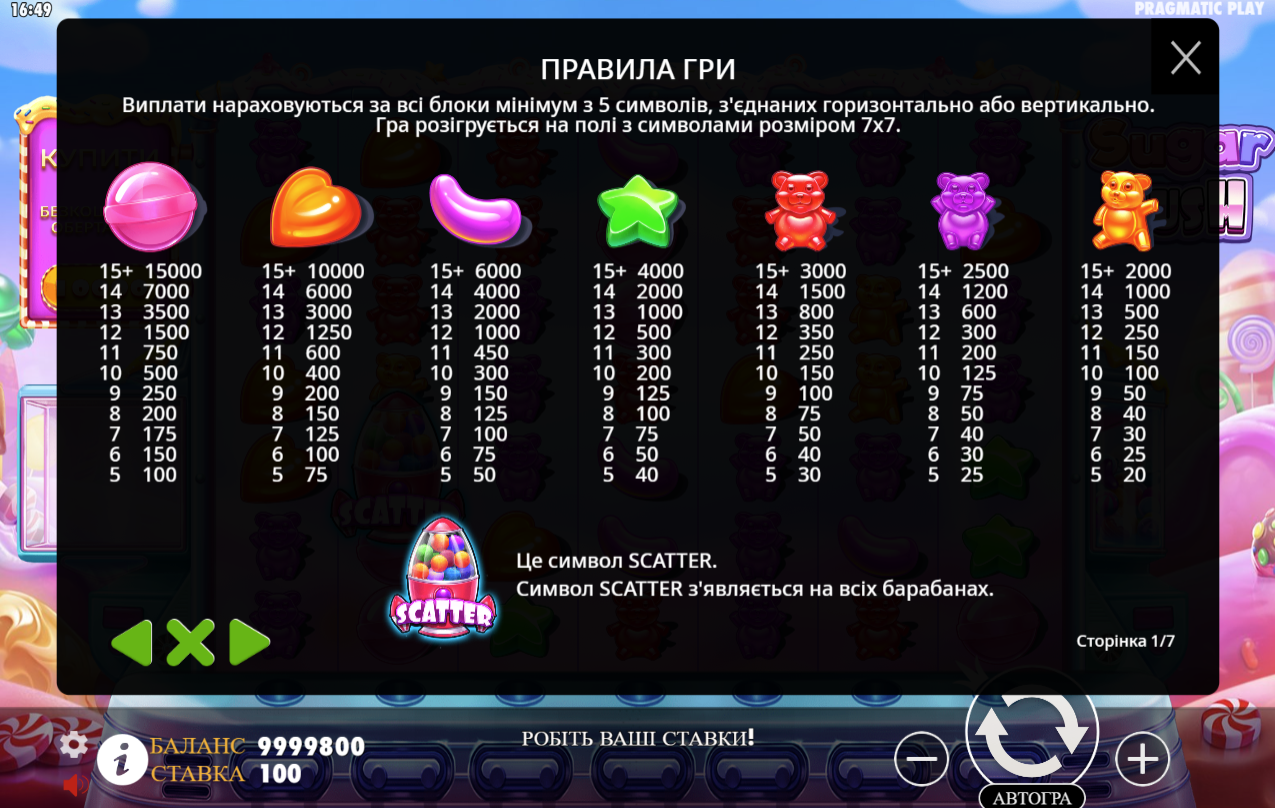 16:49
PRAGMATIC PLAY
ПРАВИЛА ГРИ
Виплати нараховуються за всі блоки мінімум з 5 символів, з'єднаних горизонтально або вертикально.
Гра розігрується на полі з символами розміром 7x7.
КУПИТИ
Sugar
15+ 15000 15+ 10000 15+ 6000 15+ 4000 15+ 3000 15+ 2500 15+ 2000
14 7000 14 6000 14 4000 14 2000 14 1500 14 1200 14 1000
13 3500 13 3000 13 2000 13 1000 13 800 13 600 13 500
12 1500 12 1250 12 1000 12 500 12 350 12 300 12 250
11 750 11 600 11 450 11 300 11 250 11 200 11 150
10 500 10 400 10 300 10 200 10 150 10 125 10 100
9 250 9 200 9 150 9 125 9 100 9 75 9 50
8 200 8 150 8 125 8 100 8 75 8 50 8 40
7 175 7 125 7 100 7 75 7 50 7 40 7 30
6 150 6 100 6 75 6 50 6 40 6 30 6 25
5 100 5 75 5 50 5 40 5 30 5 25 5 20
SCATTER
SCATTER
Це символ SCATTER.
Символ SCATTER з'являється на всіх барабанах.
Сторінка 1/7
БАЛАНС 9999800
СТАВКА 100
РОБІТЬ ВАШІ СТАВКИ!
АВТОГРА